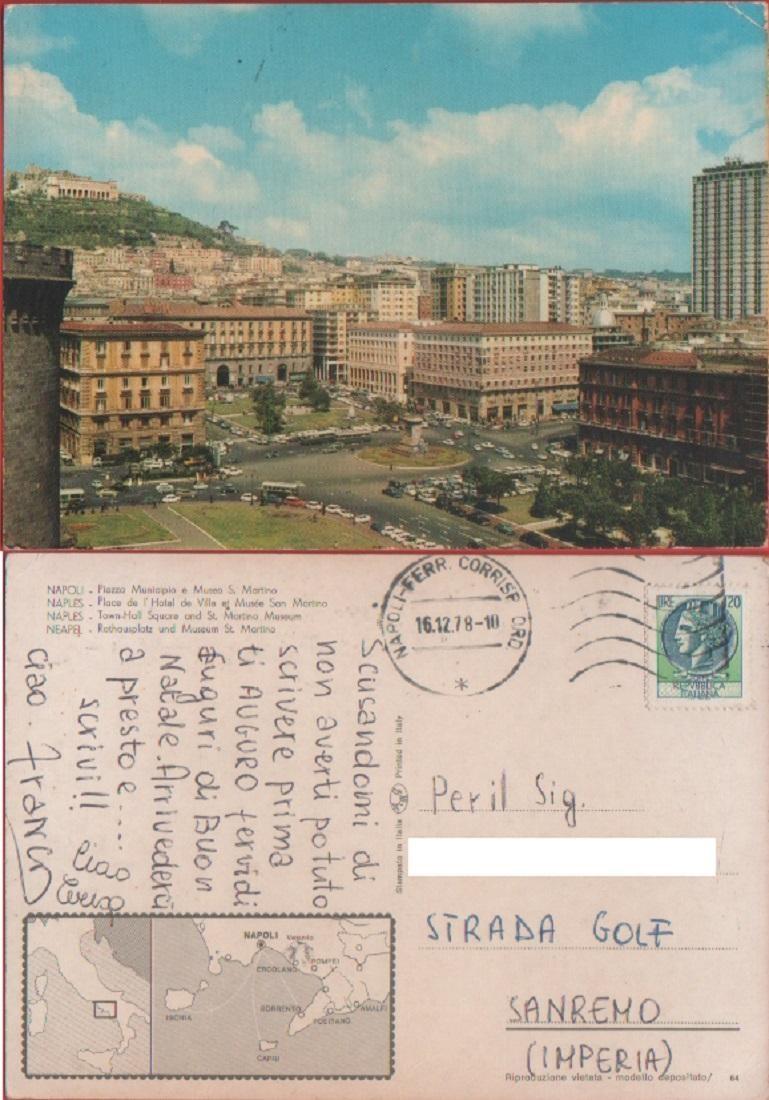 NAPOLI - Piazza Municipio e Museo S. Martino
NAPLES - Place de l'Hotel de Ville et Musée San Martino
NAPLES - Town-Hall Square and St. Martino Museum
NEAPEL - Rathausplatz und Museum St. Martino
NAPOLI-FERR. CORRISP. ORD
16.12.78-10
LIRE 20
REPVBBLICA
ITALIANA
Scusandomi di
non averti potuto
scrivere prima
ti AUGURO fervidi
Auguri di Buon
Natale. Arrivederci
a presto e....
scrivi!!
Ciao
ciao.
Stampato in Italia
Printed in Italy
Per il Sig.
STRADA GOLF
SANREMO
(IMPERIA)
NAPOLI
Vesuvio
ERCOLANO
POMPEI
ISCHIA
SORRENTO
POSITANO
AMALFI
CAPRI
Riproduzione vietata - modello depositato/ 64